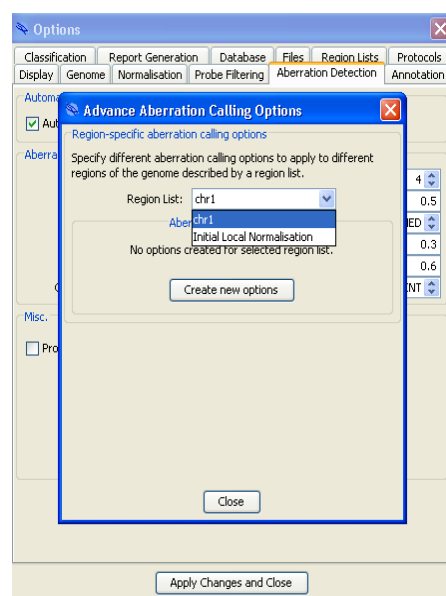 Options
Classification Report Generation Database Files Region Lists Protocols
Display Genome Normalisation Probe Filtering Aberration Detection Annotation
Advance Aberration Calling Options
Region-specific aberration calling options
Specify different aberration calling options to apply to different
regions of the genome described by a region list.
4
Region List: chr1
0.5
chr1
Initial Local Normalisation
No options created for selected region list.
0.3
0.6
Create new options
Misc.
Close
Apply Changes and Close